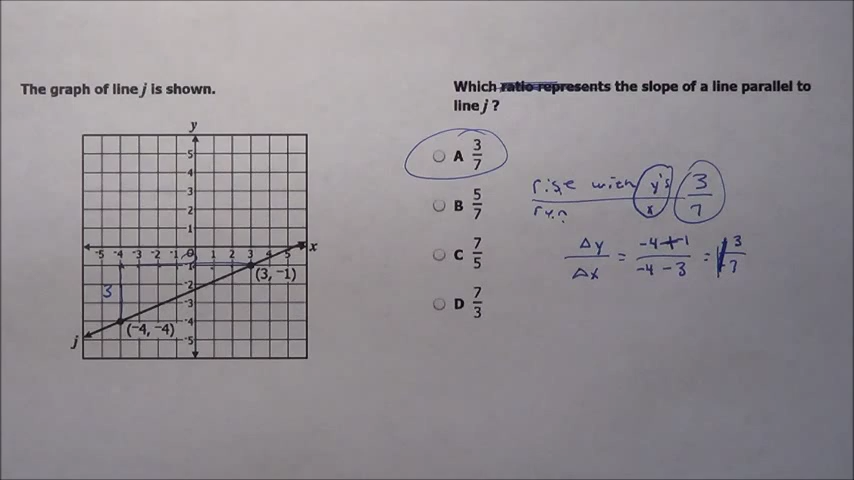 The graph of line j is shown.
y
5
4
3
2
1
-5 -4 -3 -2 -1 0 1 2 3 4 5 x
-1
-2
-3
-4
-5
(3, -1)
(-4, -4)
j
3
Which ratio represents the slope of a line parallel to
line j ?
A 3/7
B 5/7
C 7/5
D 7/3
rise with y's 3
run x 7
Δy/Δx = -4+1/-4-3 = 3/7